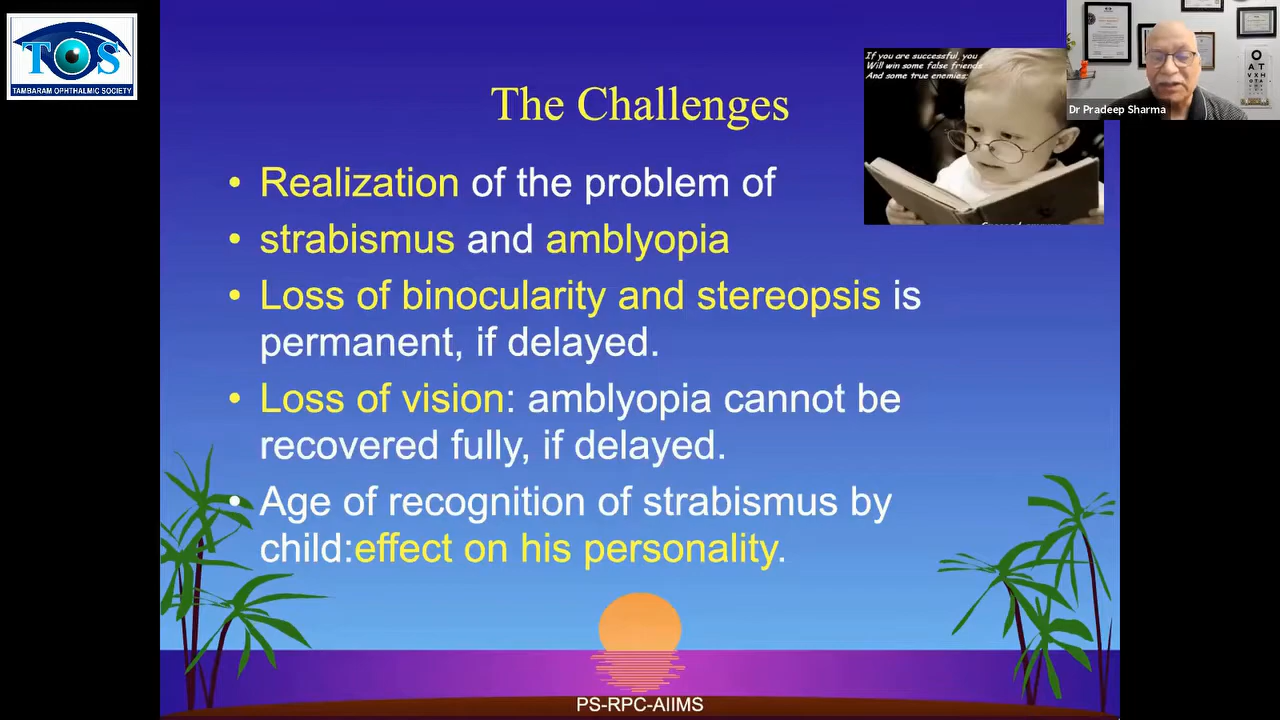 TOS
TAMBARAM OPHTHALMIC SOCIETY
The Challenges
If you are successful, you
Will win some false friends
And some true enemies;
Dr Pradeep Sharma
• Realization of the problem of
• strabismus and amblyopia
• Loss of binocularity and stereopsis is
permanent, if delayed.
• Loss of vision: amblyopia cannot be
recovered fully, if delayed.
• Age of recognition of strabismus by
child:effect on his personality.
PS-RPC-AIIMS